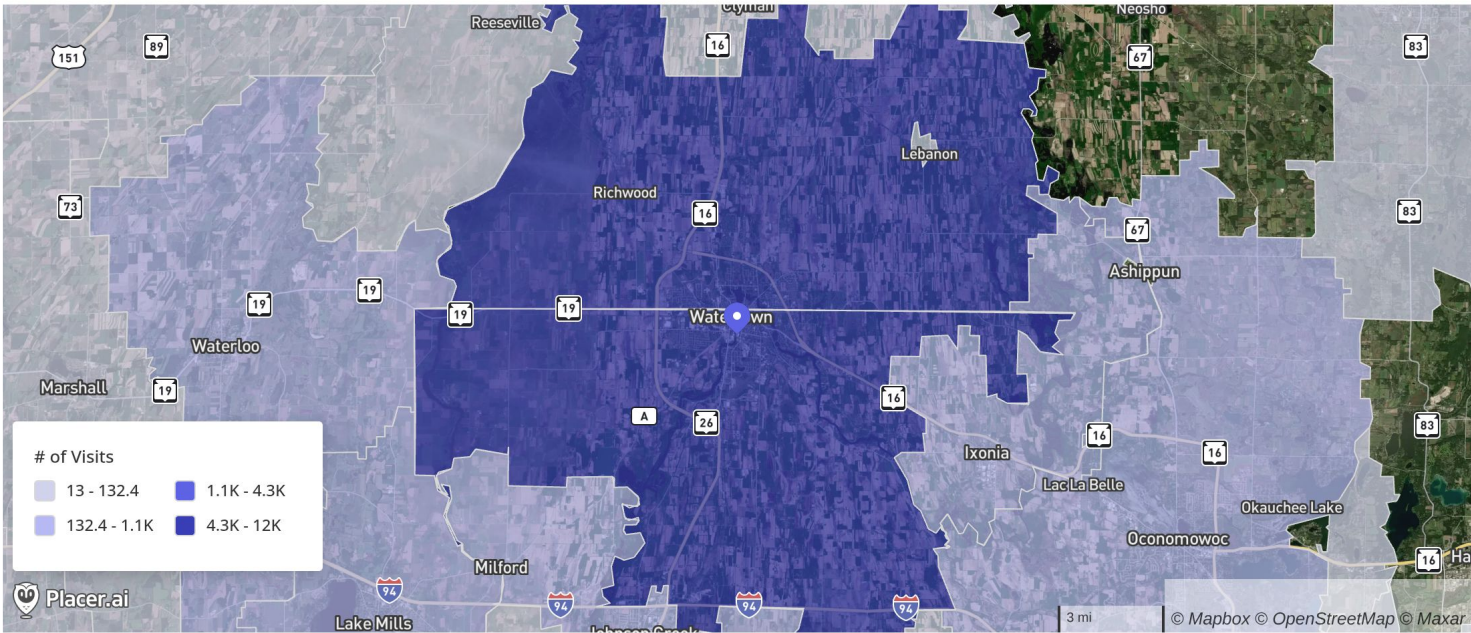 Reeseville
Clyman
Neosho
151
89
16
67
83
Lebanon
Richwood
73
16
67
83
Ashippun
19
19
19
19
Waterloo
Marshall
19
A
26
16
16
16
83
Ixonia
Lac La Belle
Okauchee Lake
Oconomowoc
16
Milford
94
94
94
94
Lake Mills
Johnson Creek
# of Visits
13 - 132.4
1.1K - 4.3K
132.4 - 1.1K
4.3K - 12K
Placer.ai
3 mi
© Mapbox © OpenStreetMap © Maxar